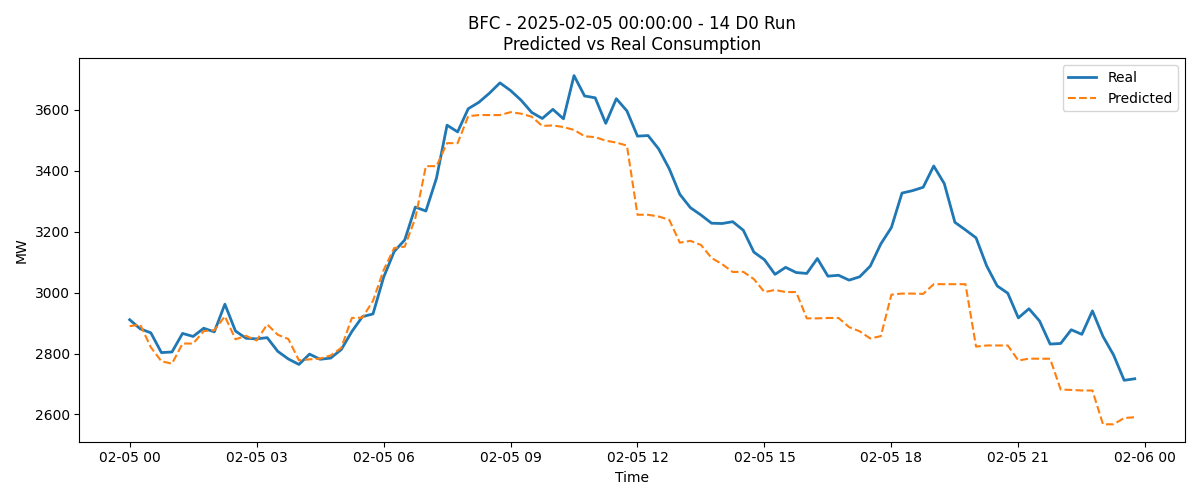 BFC - 2025-02-05 00:00:00 - 14 D0 Run
Predicted vs Real Consumption
Real
Predicted
3600
3400
3200
3000
2800
2600
MW
02-05 00
02-05 03
02-05 06
02-05 09
02-05 12
02-05 15
02-05 18
02-05 21
02-06 00
Time